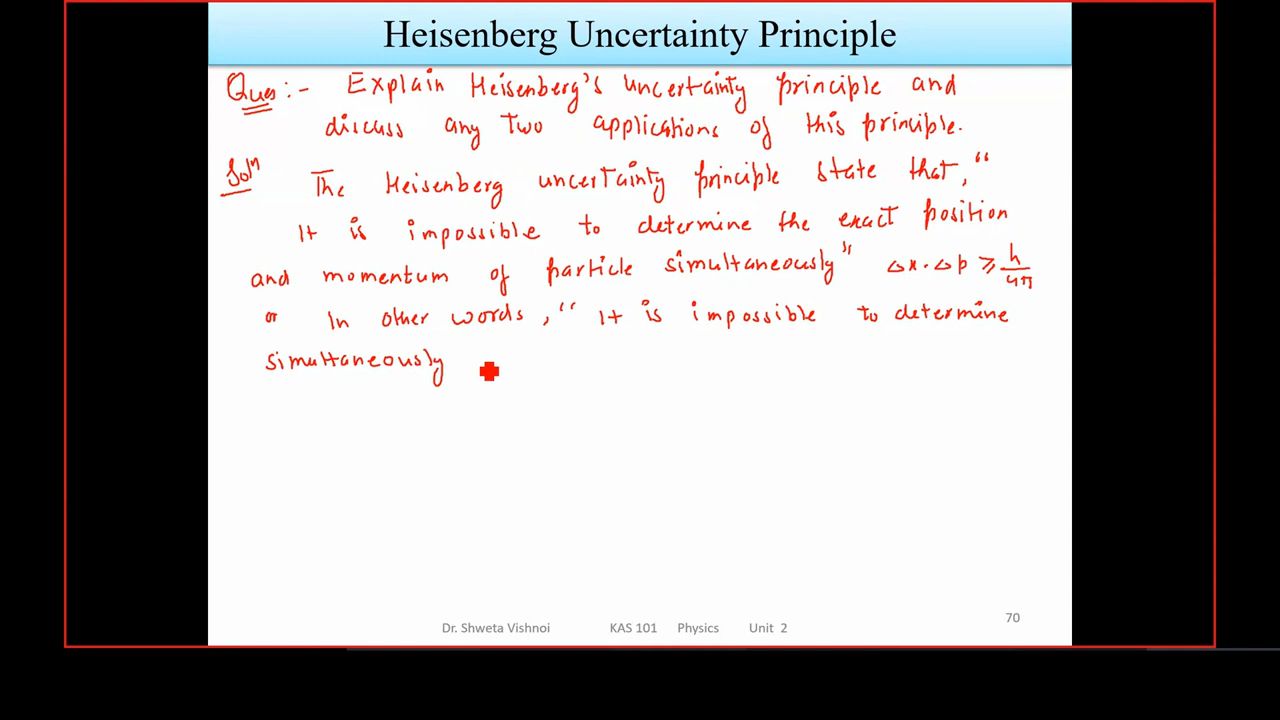 Heisenberg Uncertainty Principle
Ques :- Explain Heisenberg's uncertainty principle and
discuss any two applications of this principle.
Solⁿ The Heisenberg uncertainty principle state that, "
It is impossible to determine the exact position
and momentum of particle simultaneously" Δx · Δp ≥ h/4π
or In other words, " It is impossible to determine
simultaneously
Dr. Shweta Vishnoi KAS 101 Physics Unit 2
70